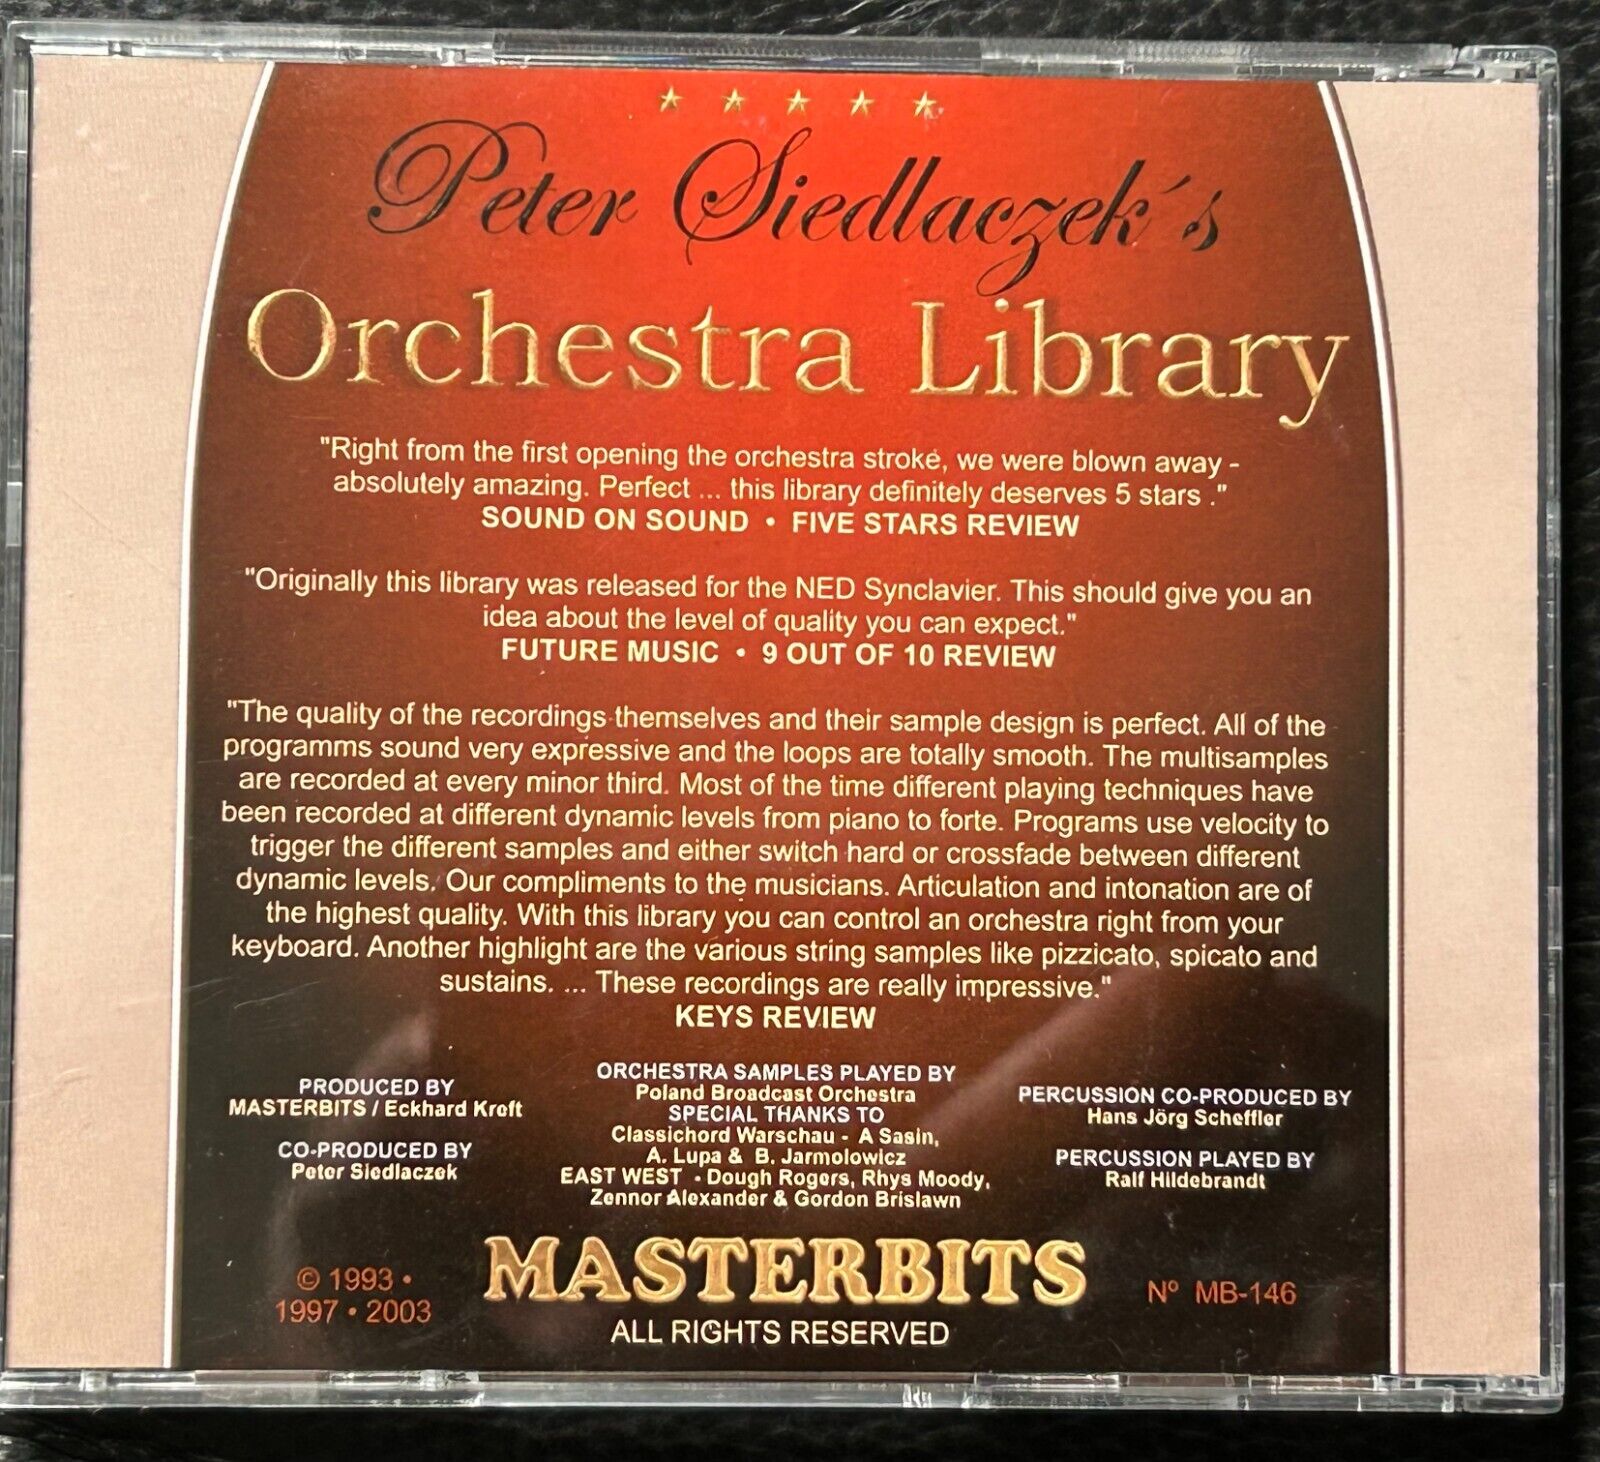 Peter Siedlaczek´s
Orchestra Library
"Right from the first opening the orchestra stroke, we were blown away -
absolutely amazing. Perfect ... this library definitely deserves 5 stars ."
SOUND ON SOUND • FIVE STARS REVIEW
"Originally this library was released for the NED Synclavier. This should give you an
idea about the level of quality you can expect."
FUTURE MUSIC • 9 OUT OF 10 REVIEW
"The quality of the recordings themselves and their sample design is perfect. All of the
programms sound very expressive and the loops are totally smooth. The multisamples
are recorded at every minor third. Most of the time different playing techniques have
been recorded at different dynamic levels from piano to forte. Programs use velocity to
trigger the different samples and either switch hard or crossfade between different
dynamic levels. Our compliments to the musicians. Articulation and intonation are of
the highest quality. With this library you can control an orchestra right from your
keyboard. Another highlight are the various string samples like pizzicato, spicato and
sustains. ... These recordings are really impressive."
KEYS REVIEW
PRODUCED BY
MASTERBITS / Eckhard Kreft
CO-PRODUCED BY
Peter Siedlaczek
ORCHESTRA SAMPLES PLAYED BY
Poland Broadcast Orchestra
SPECIAL THANKS TO
Classichord Warschau - A Sasin,
A. Lupa & B. Jarmolowicz
EAST WEST • Dough Rogers, Rhys Moody,
Zennor Alexander & Gordon Brislawn
PERCUSSION CO-PRODUCED BY
Hans Jörg Scheffler
PERCUSSION PLAYED BY
Ralf Hildebrandt
© 1993 •
1997 • 2003
MASTERBITS
ALL RIGHTS RESERVED
Nº MB-146